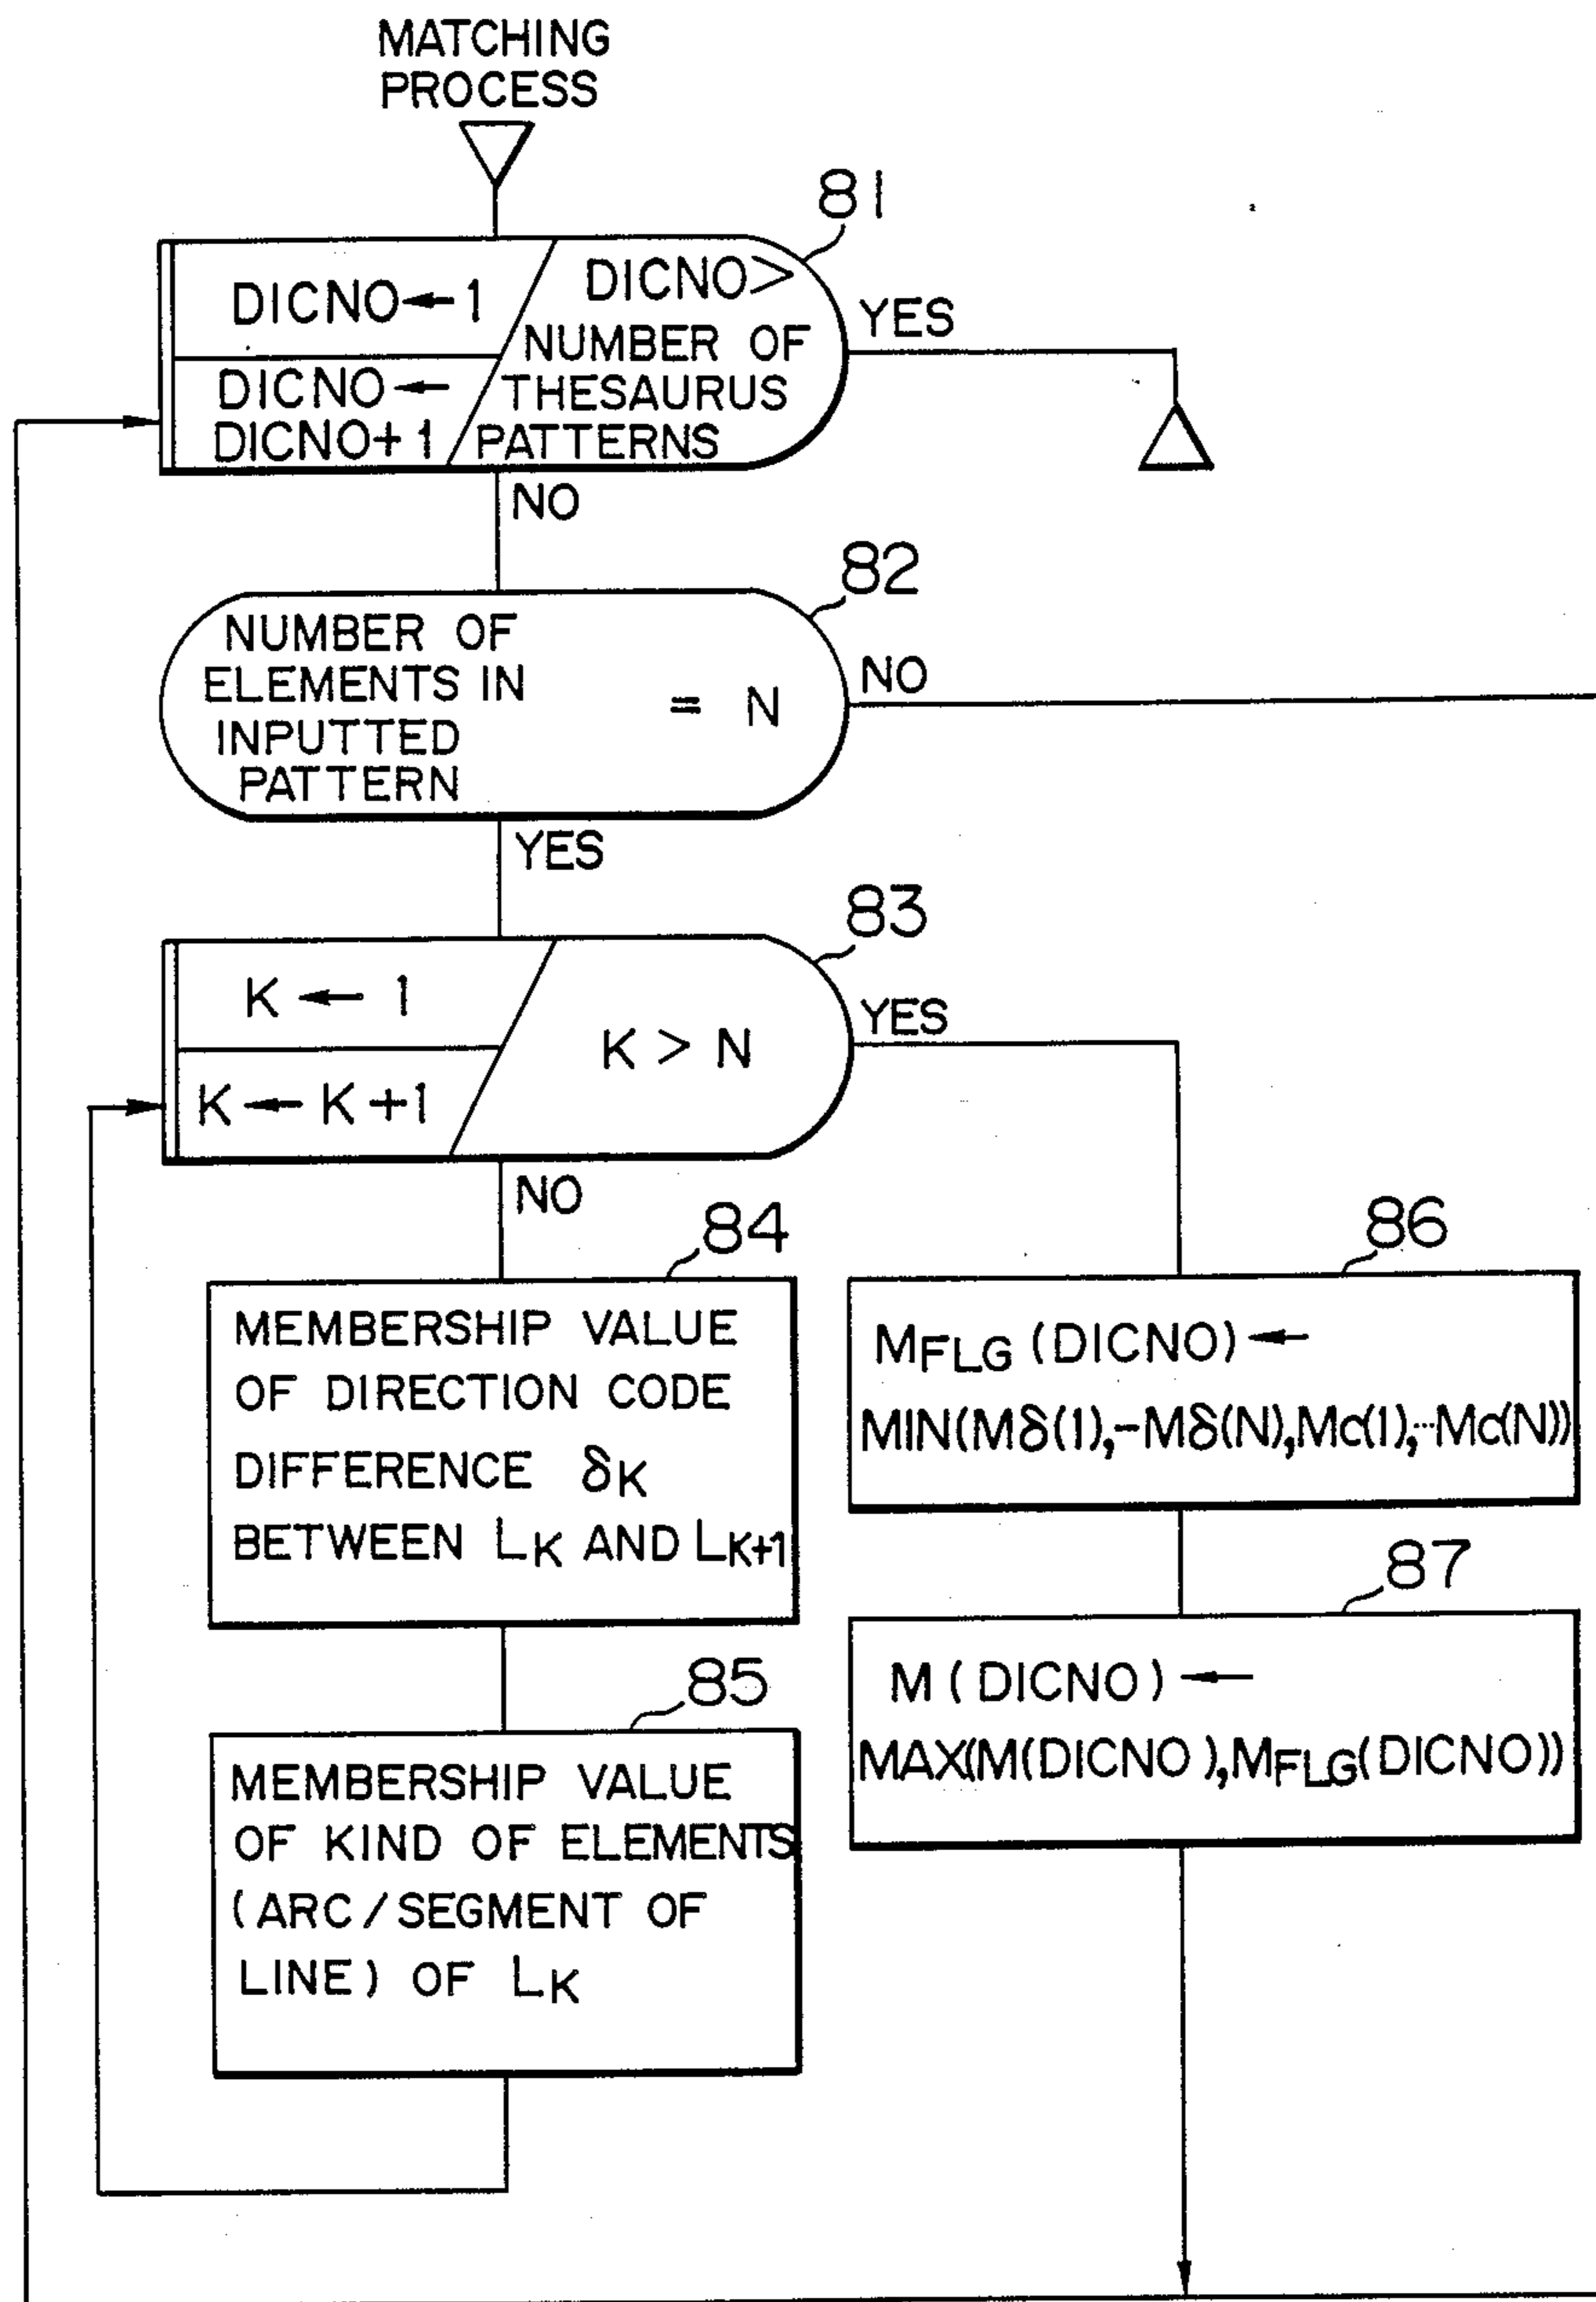 MATCHING
PROCESS
81
DICNO←1
DICNO←
DICNO+1
DICNO>
NUMBER OF
THESAURUS
PATTERNS
YES
NO
82
NUMBER OF
ELEMENTS IN
INPUTTED
PATTERN
= N
NO
YES
83
K ← 1
K ← K+1
K > N
YES
NO
84
MEMBERSHIP VALUE
OF DIRECTION CODE
DIFFERENCE δK
BETWEEN LK AND LK+1
85
MEMBERSHIP VALUE
OF KIND OF ELEMENTS
(ARC/SEGMENT OF
LINE) OF LK
86
MFLG (DICNO)←
MIN(Mδ(1),-Mδ(N),Mc(1),--Mc(N))
87
M (DICNO) ←
MAX(M(DICNO),MFLG(DICNO))